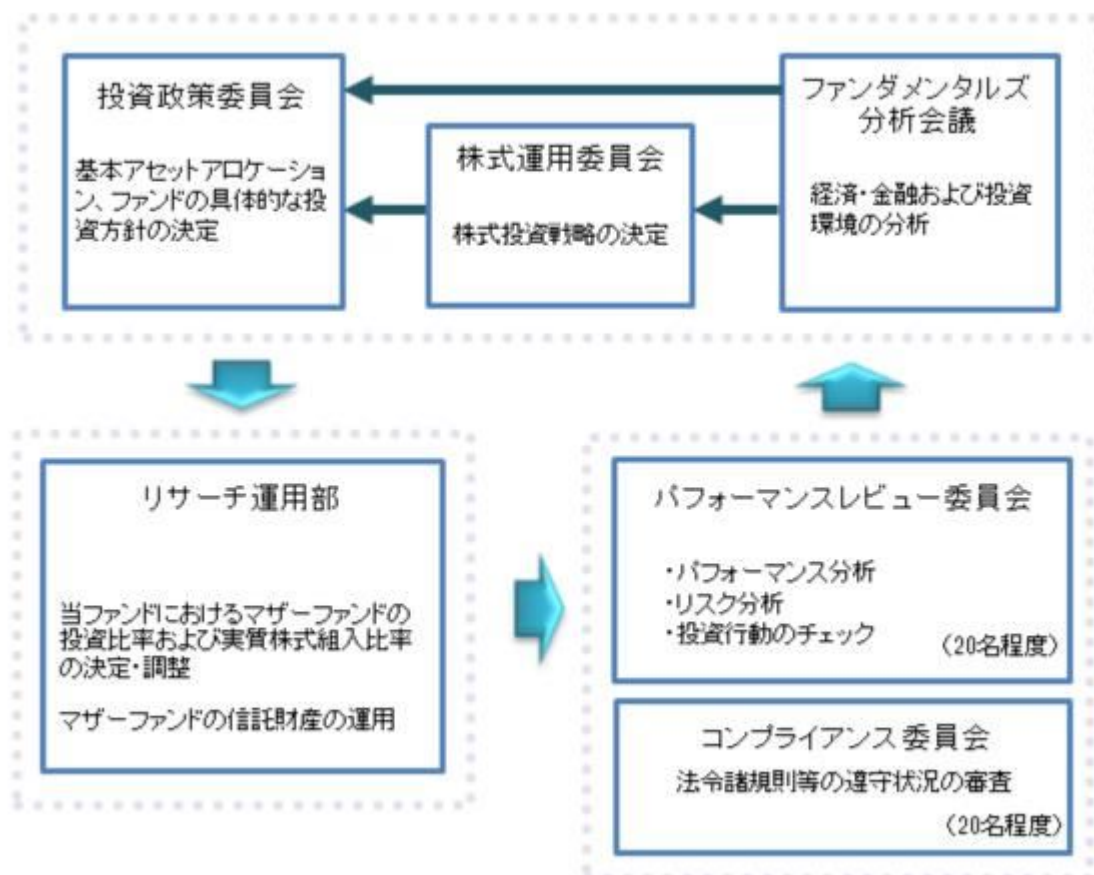 投資政策委員会
基本アセットアロケーショ
ン、ファンドの具体的な投
資方針の決定
株式運用委員会
株式投資戦略の決定
ファンダメンタルズ
分析会議
経済・金融および投資
環境の分析
リサーチ運用部
当ファンドにおけるマザーファンドの
投資比率および実質株式組入比率
の決定・調整
マザーファンドの信託財産の運用
パフォーマンスレビュー委員会
・パフォーマンス分析
・リスク分析
・投資行動のチェック
（20名程度）
コンプライアンス委員会
法令諸規則等の遵守状況の審査
（20名程度）